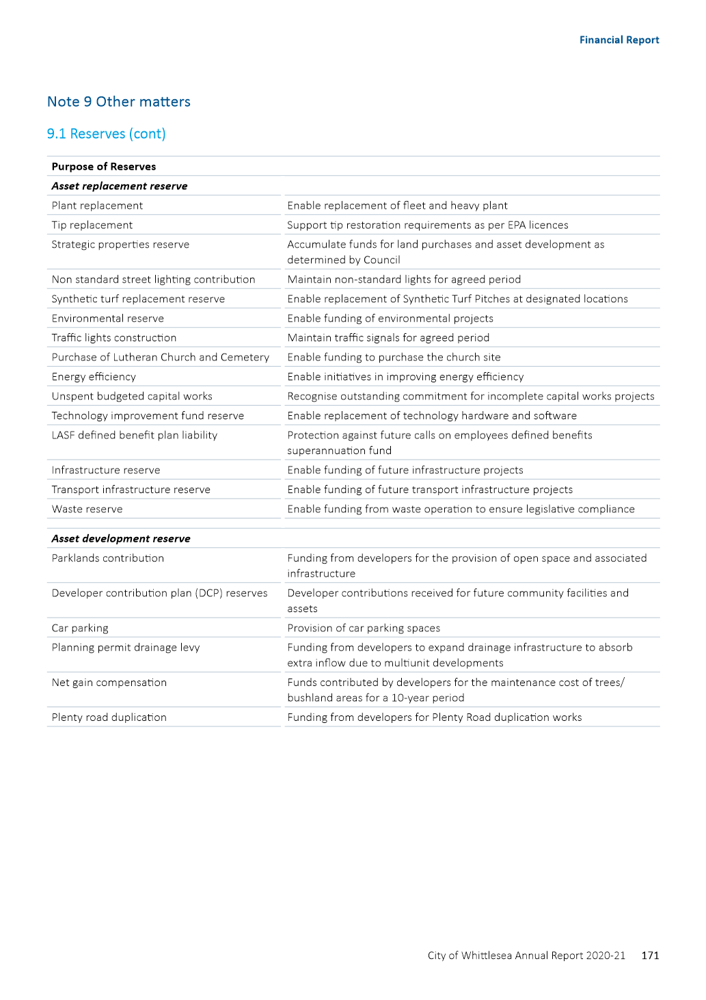 Financial Report
Note 9 Other matters
9.1 Reserves (cont)
Purpose of Reserves
Asset replacement reserve
Plant replacement Enable replacement of fleet and heavy plant
Tip replacement Support tip restoration requirements as per EPA licences
Strategic properties reserve Accumulate funds for land purchases and asset development as
determined by Council
Non standard street lighting contribution Maintain non-standard lights for agreed period
Synthetic turf replacement reserve Enable replacement of Synthetic Turf Pitches at designated locations
Environmental reserve Enable funding of environmental projects
Traffic lights construction Maintain traffic signals for agreed period
Purchase of Lutheran Church and Cemetery Enable funding to purchase the church site
Energy efficiency Enable initiatives in improving energy efficiency
Unspent budgeted capital works Recognise outstanding commitment for incomplete capital works projects
Technology improvement fund reserve Enable replacement of technology hardware and software
LASF defined benefit plan liability Protection against future calls on employees defined benefits
superannuation fund
Infrastructure reserve Enable funding of future infrastructure projects
Transport infrastructure reserve Enable funding of future transport infrastructure projects
Waste reserve Enable funding from waste operation to ensure legislative compliance
Asset development reserve
Parklands contribution Funding from developers for the provision of open space and associated
infrastructure
Developer contribution plan (DCP) reserves Developer contributions received for future community facilities and
assets
Car parking Provision of car parking spaces
Planning permit drainage levy Funding from developers to expand drainage infrastructure to absorb
extra inflow due to multiunit developments
Net gain compensation Funds contributed by developers for the maintenance cost of trees/
bushland areas for a 10-year period
Plenty road duplication Funding from developers for Plenty Road duplication works
City of Whittlesea Annual Report 2020-21 171